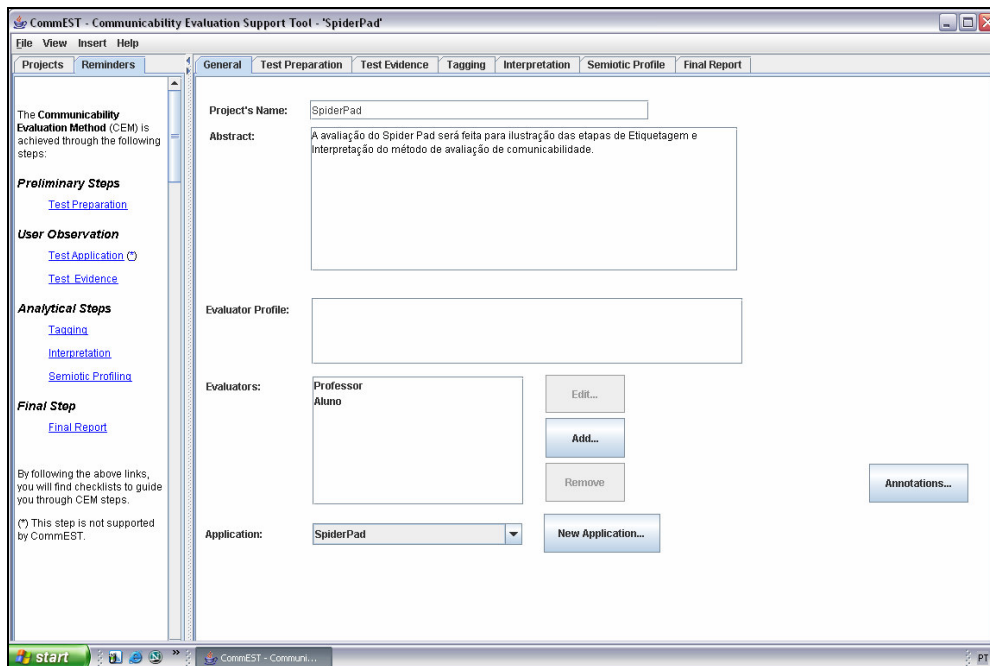 CommEST - Communicability Evaluation Support Tool - 'SpiderPad'
File View Insert Help
Projects Reminders
General Test Preparation Test Evidence Tagging Interpretation Semiotic Profile Final Report
The Communicability
Evaluation Method (CEM) is
achieved through the following
steps:
Preliminary Steps
Test Preparation
User Observation
Test Application (*)
Test Evidence
Analytical Steps
Tagging
Interpretation
Semiotic Profiling
Final Step
Final Report
By following the above links,
you will find checklists to guide
you through CEM steps.
(*) This step is not supported
by CommEST.
Project's Name: SpiderPad
Abstract: A avaliação do Spider Pad será feita para ilustração das etapas de Etiquetagem e
Interpretação do método de avaliação de comunicabilidade.
Evaluator Profile:
Evaluators: Professor
Aluno
Edit...
Add...
Remove
Annotations...
Application: SpiderPad New Application...
start » CommEST - Communi... PT